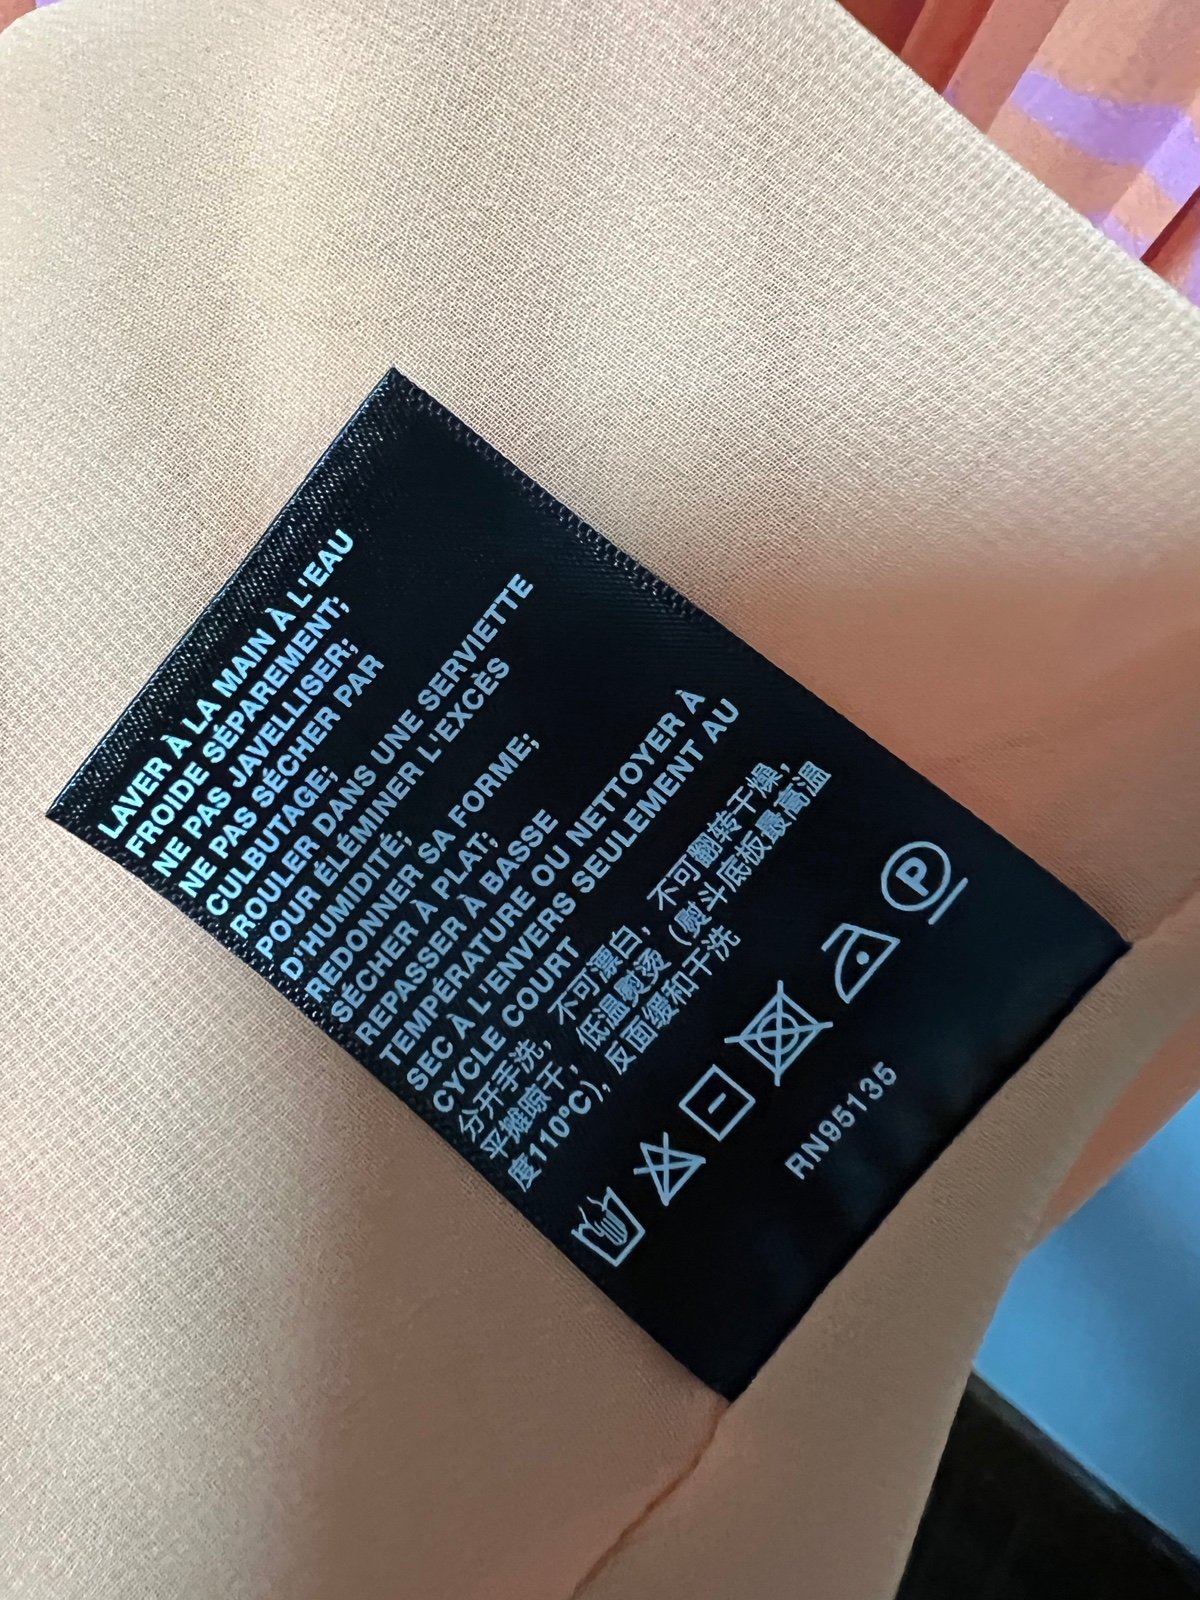 LAVER À LA MAIN À L'EAU
FROIDE SÉPAREMENT;
NE PAS JAVELLISER;
NE PAS SÉCHER PAR
CULBUTAGE;
ROULER DANS UNE SERVIETTE
POUR ÉLÉMINER L'EXCÈS
D'HUMIDITÉ;
REDONNER SA FORME;
SÉCHER À PLAT;
REPASSER À BASSE
TEMPÉRATURE OU NETTOYER À
SEC À L'ENVERS SEULEMENT AU
CYCLE COURT
分开手洗，不可漂白，不可翻转干燥，
平摊晾干，低温熨烫（熨斗底板最高温
度110°C），反面缓和干洗
P
RN95135